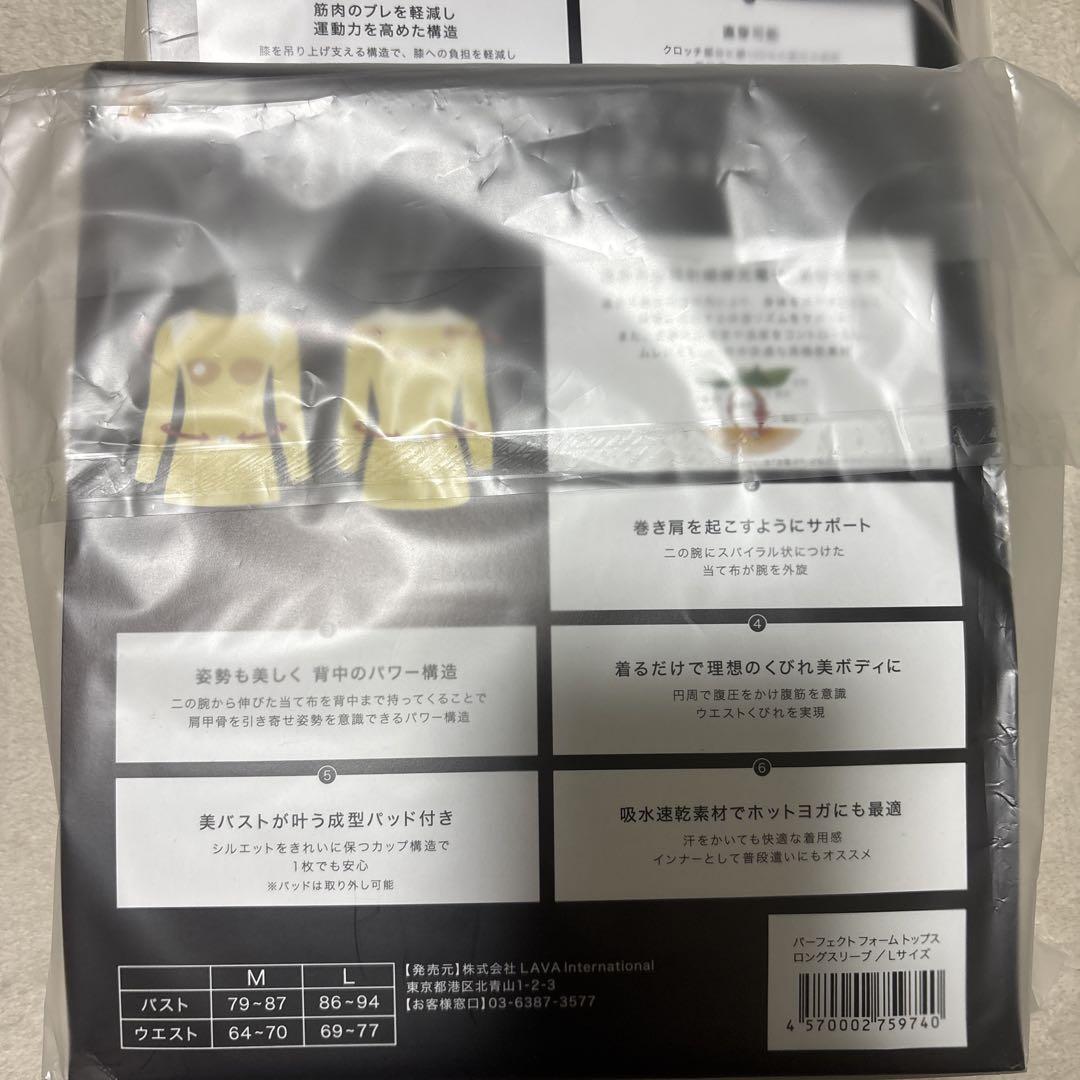 筋肉のブレを軽減し
運動力を高めた構造
膝を吊り上げ支える構造で、膝への負担を軽減し
直穿可能
巻き肩を起こすようにサポート
二の腕にスパイラル状につけた
当て布が腕を外旋
3
姿勢も美しく 背中のパワー構造
二の腕から伸びた当て布を背中まで持ってくることで
肩甲骨を引き寄せ姿勢を意識できるパワー構造
4
着るだけで理想のくびれ美ボディに
円周で腹圧をかけ腹筋を意識
ウエストくびれを実現
5
美バストが叶う成型パッド付き
シルエットをきれいに保つカップ構造で
1枚でも安心
※パッドは取り外し可能
6
吸水速乾素材でホットヨガにも最適
汗をかいても快適な着用感
インナーとして普段遣いにもオススメ
M L
バスト 79~87 86~94
ウエスト 64~70 69~77
【発売元】株式会社 LAVA International
東京都港区北青山1-2-3
【お客様窓口】03-6387-3577
パーフェクト フォーム トップス
ロングスリーブ / Lサイズ
4 570002 759740